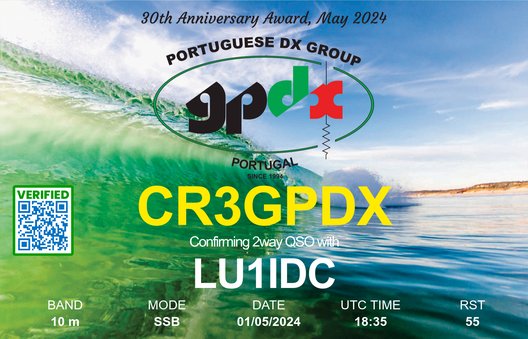 30th Anniversary Award, May 2024
PORTUGUESE DX GROUP
gpdx
PORTUGAL
SINCE 1994
VERIFIED
CR3GPDX
Confirming 2way QSO with
LU1IDC
BAND MODE DATE UTC TIME RST
10 m SSB 01/05/2024 18:35 55